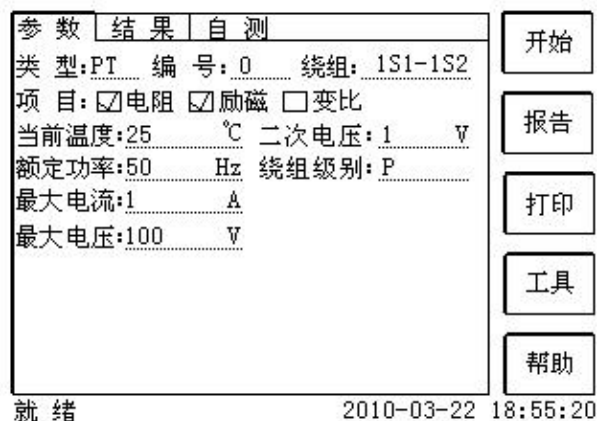 参 数 结 果 自 测
类 型:PT 编 号: 0 绕组: 1S1-1S2
项 目: 电阻 励磁 变比
当前温度:25 ℃ 二次电压: 1 V
额定功率:50 Hz 绕组级别: P
最大电流:1 A
最大电压:100 V
开始
报告
打印
工具
帮助
就 绪 2010-03-22 18:55:20